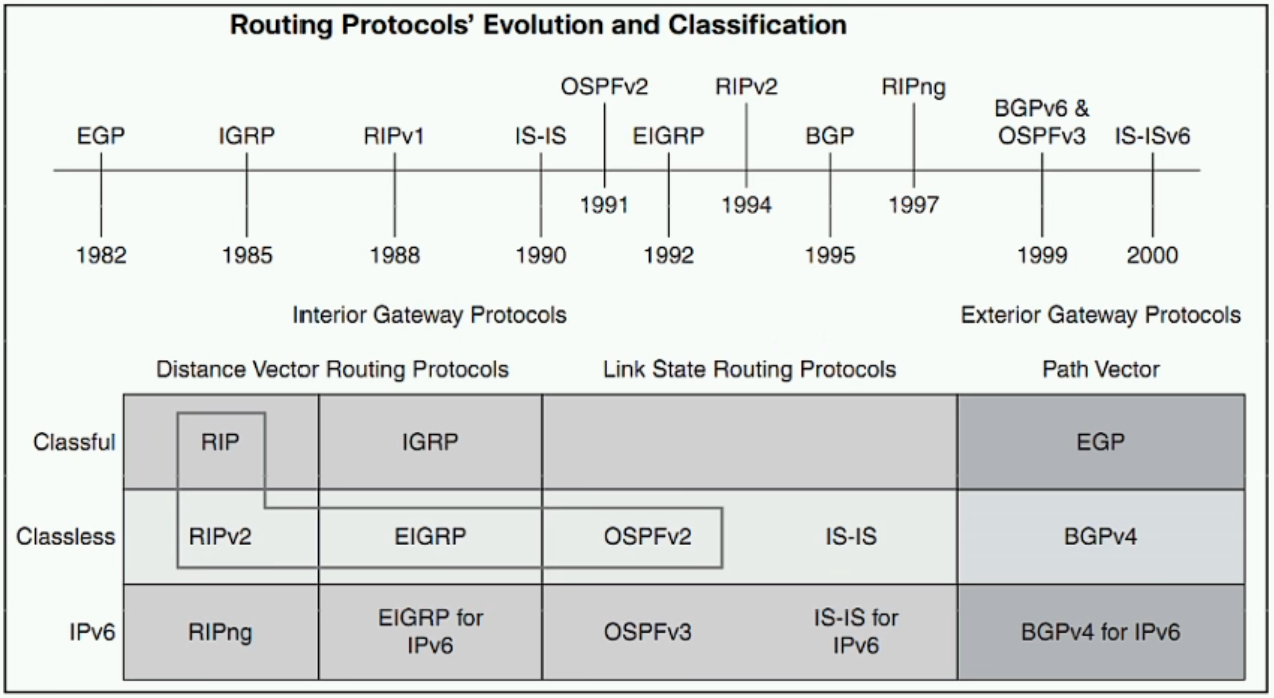 Routing Protocols' Evolution and Classification
OSPFv2 RIPv2 RIPng
BGPv6 &
EGP IGRP RIPv1 IS-IS EIGRP BGP OSPFv3 IS-ISv6
1991 1994 1997
1982 1985 1988 1990 1992 1995 1999 2000
Interior Gateway Protocols Exterior Gateway Protocols
Distance Vector Routing Protocols Link State Routing Protocols Path Vector
Classful RIP IGRP EGP
Classless RIPv2 EIGRP OSPFv2 IS-IS BGPv4
IPv6 RIPng EIGRP for IPv6 OSPFv3 IS-IS for IPv6 BGPv4 for IPv6